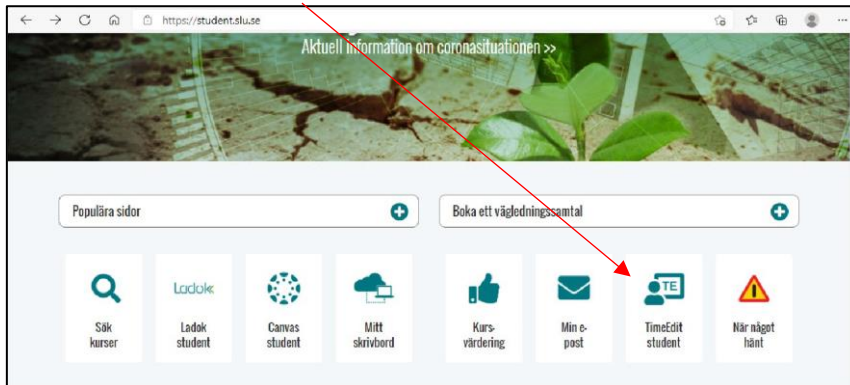 https://student.slu.se
Aktuell information om coronasituationen >>
Populära sidor
Boka ett vägledningssamtal
Sök
kurser
Ladok
Ladok
student
Canvas
student
Mitt
skrivbord
Kurs-
värdering
Min e-
post
TE
TimeEdit
student
När något
hänt